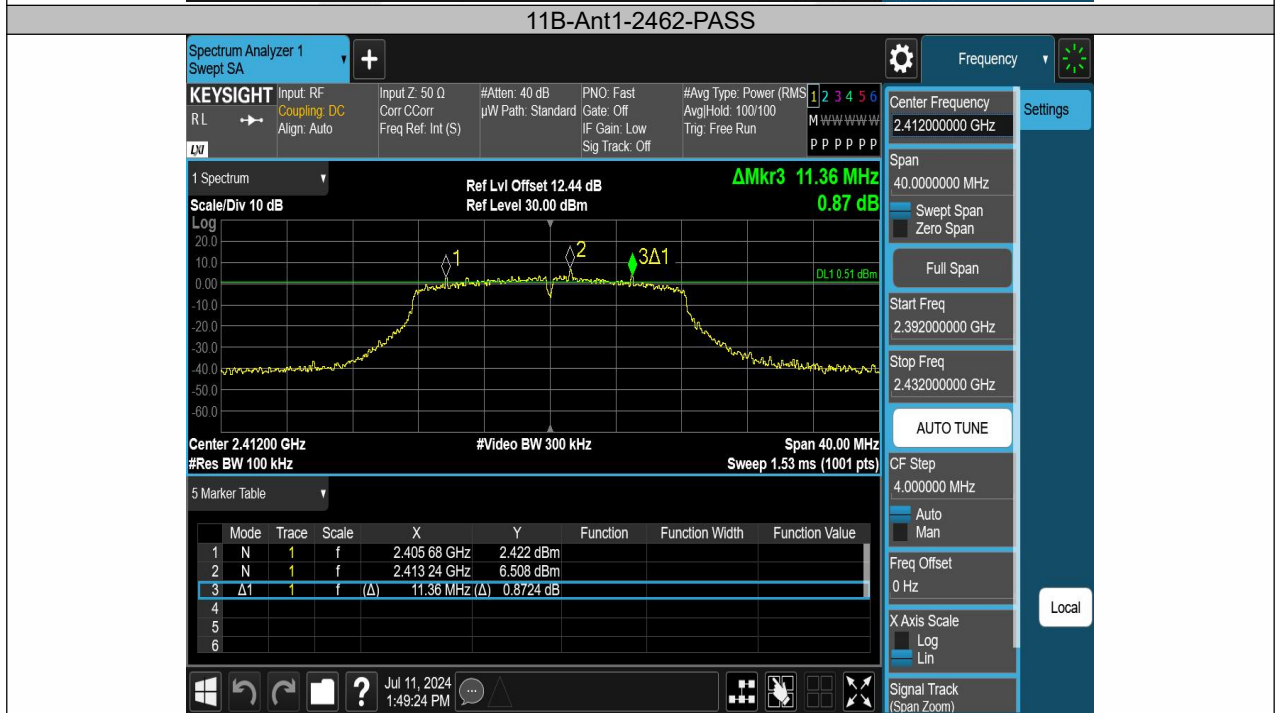 11B-Ant1-2462-PASS
Spectrum Analyzer 1
Swept SA
+
Frequency
KEYSIGHT Input: RF Input Z: 50 Ω #Atten: 40 dB PNO: Fast #Avg Type: Power (RMS 1 2 3 4 5 6
RL Coupling: DC Corr CCorr µW Path: Standard Gate: Off Avg|Hold: 100/100 M W W W W W
Align: Auto Freq Ref: Int (S) IF Gain: Low Trig: Free Run
LXI Sig Track: Off P P P P P P
Center Frequency
2.412000000 GHz
Settings
Span
40.0000000 MHz
Swept Span
Zero Span
Full Span
Start Freq
2.392000000 GHz
Stop Freq
2.432000000 GHz
AUTO TUNE
CF Step
4.000000 MHz
Auto
Man
Freq Offset
0 Hz
X Axis Scale
Log
Lin
Signal Track
(Span Zoom)
Local
1 Spectrum
Ref Lvl Offset 12.44 dB
ΔMkr3 11.36 MHz
Scale/Div 10 dB
Ref Level 30.00 dBm
0.87 dB
Log
20.0
10.0
0.00
-10.0
-20.0
-30.0
-40.0
-50.0
-60.0
1
2
3Δ1
DL1 0.51 dBm
Center 2.41200 GHz #Video BW 300 kHz Span 40.00 MHz
#Res BW 100 kHz Sweep 1.53 ms (1001 pts)
5 Marker Table
Mode Trace Scale X Y Function Function Width Function Value
1 N 1 f 2.405 68 GHz 2.422 dBm
2 N 1 f 2.413 24 GHz 6.508 dBm
3 Δ1 1 f (Δ) 11.36 MHz (Δ) 0.8724 dB
4
5
6
?
Jul 11, 2024
1:49:24 PM